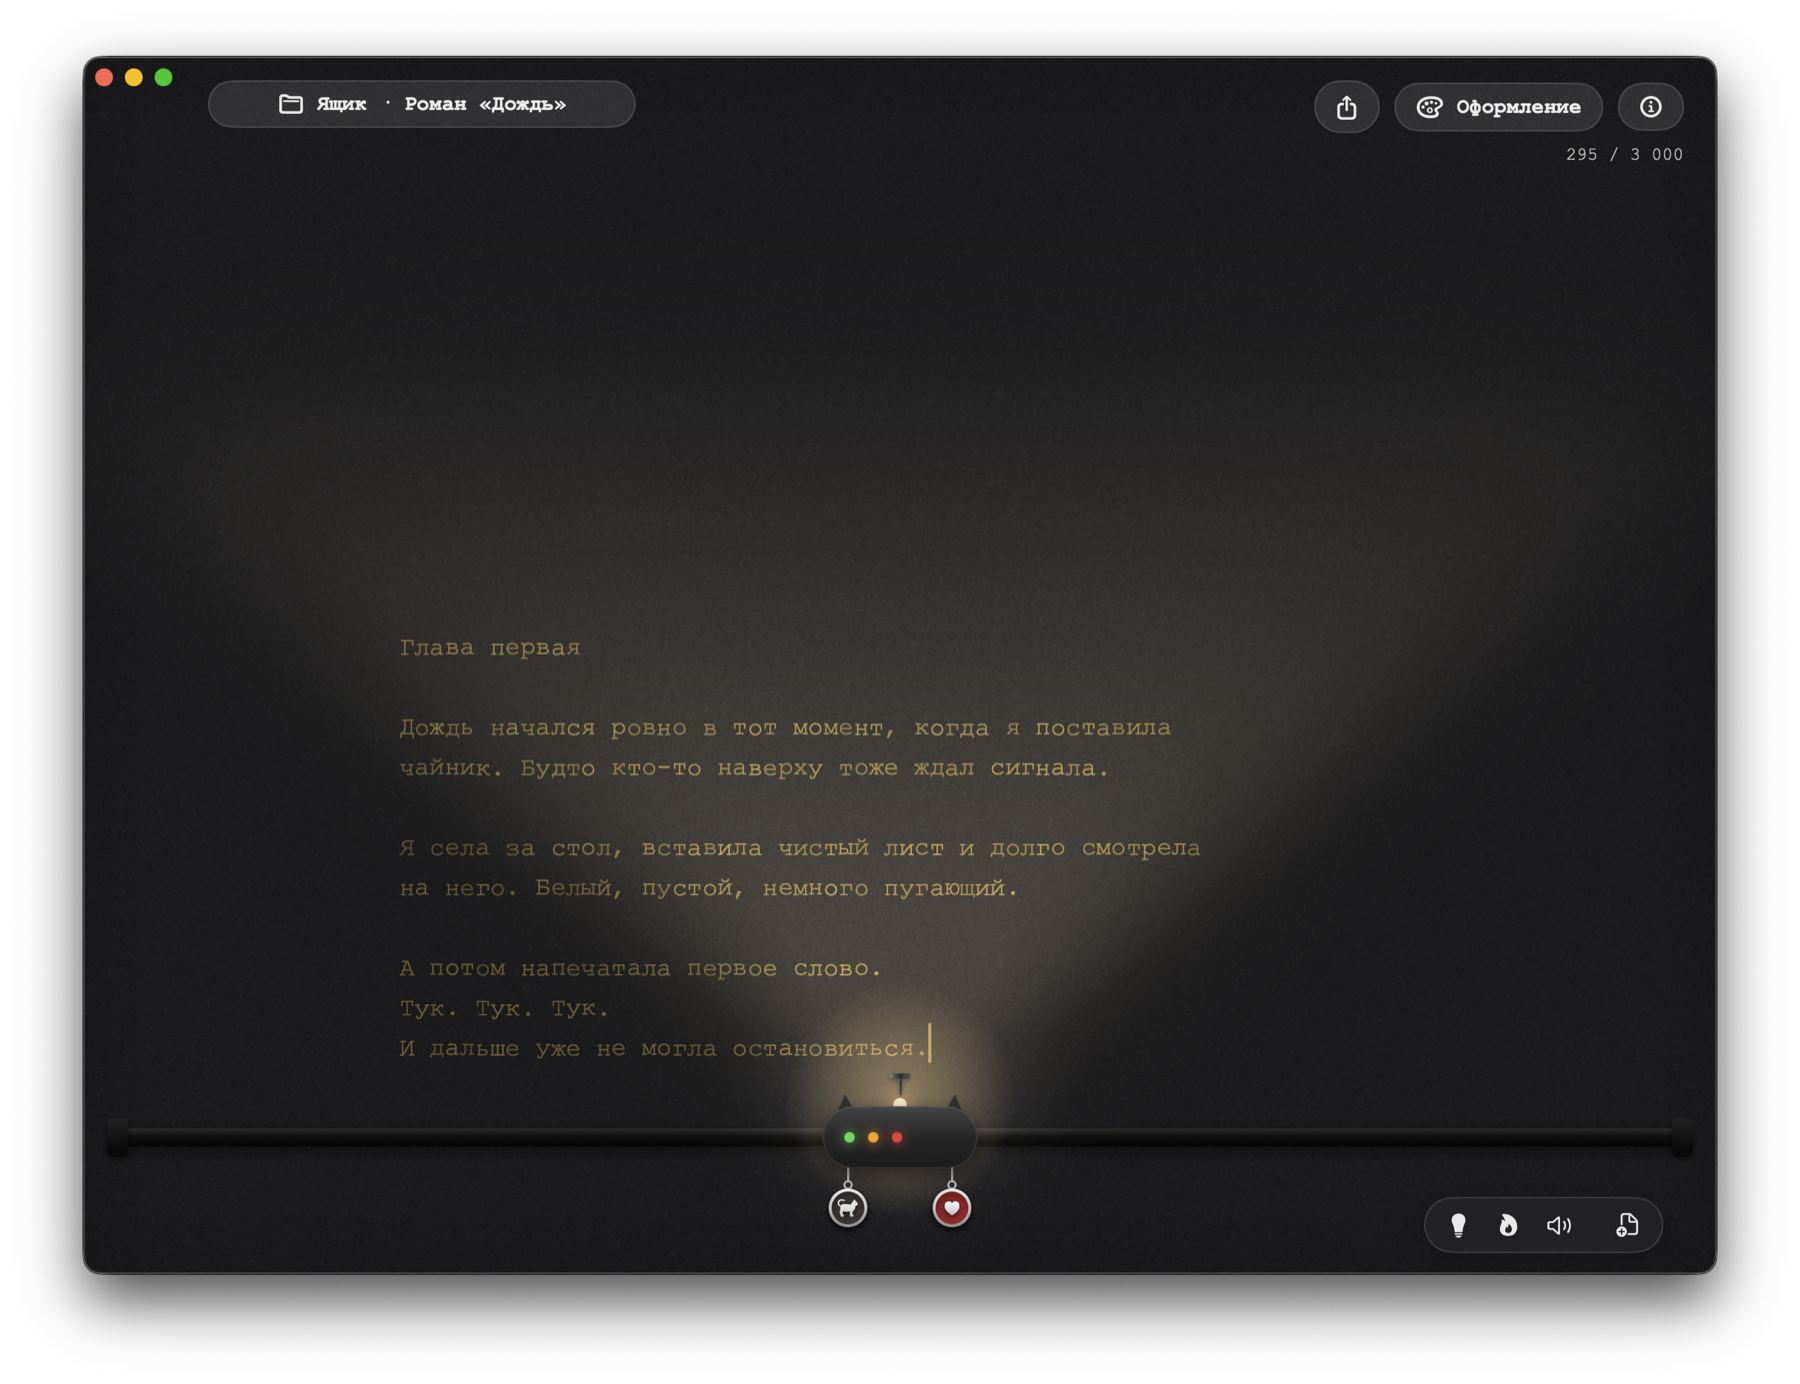 Ящик · Роман «Дождь»
Оформление
295 / 3 000
Глава первая
Дождь начался ровно в тот момент, когда я поставила
чайник. Будто кто-то наверху тоже ждал сигнала.
Я села за стол, вставила чистый лист и долго смотрела
на него. Белый, пустой, немного пугающий.
А потом напечатала первое слово.
Тук. Тук. Тук.
И дальше уже не могла остановиться.